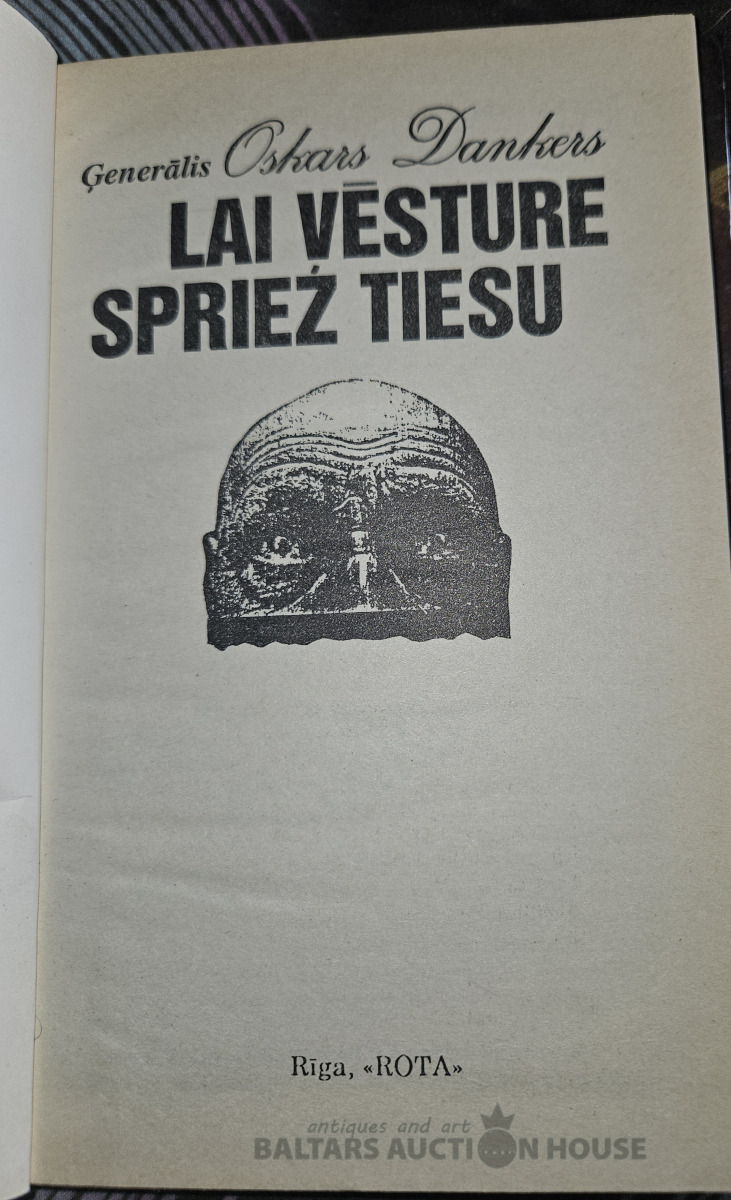 Ģenerālis Oskars Dankers
LAI VĒSTURE
SPRIEŽ TIESU
Rīga, «ROTA»
antiques and art
BALTARS AUCTION HOUSE